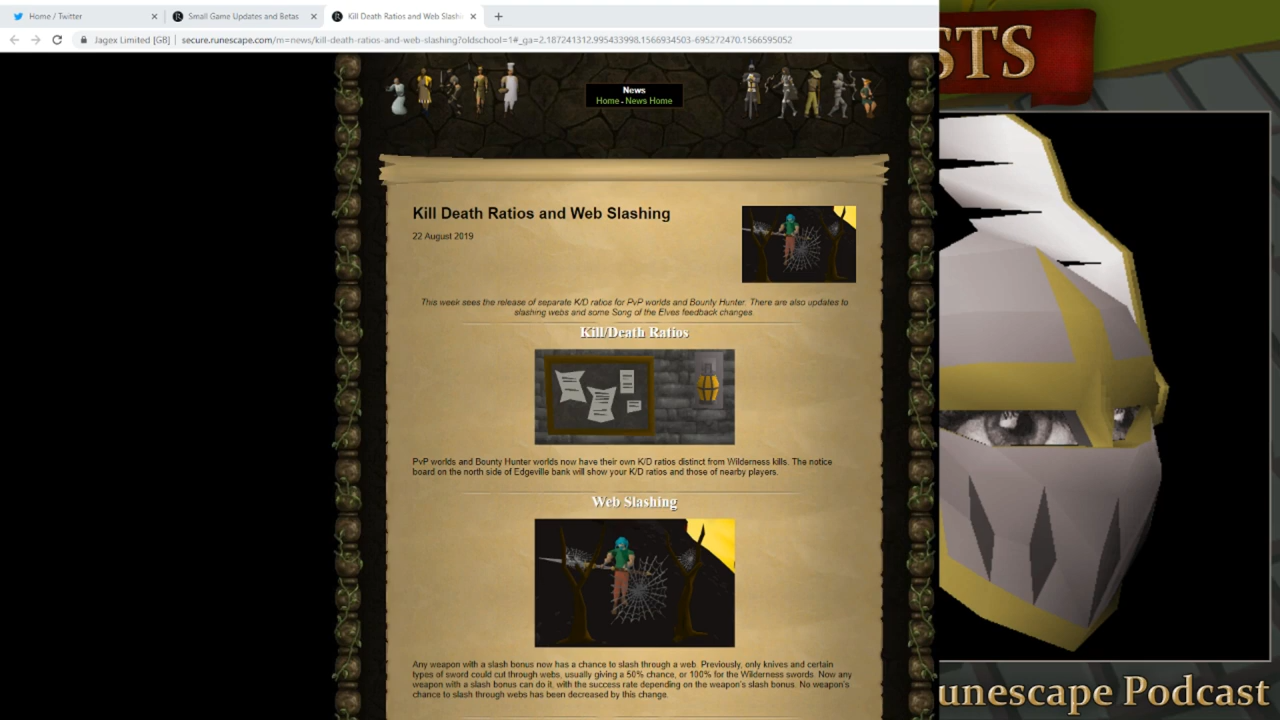 Home / Twitter
Small Game Updates and Betas
Kill Death Ratios and Web Slashi
Jagex Limited [GB] | secure.runescape.com/m=news/kill-death-ratios-and-web-slashing?oldschool=1#_ga=2.187241312.995433998.1566934503-695272470.1566595052
STS
News
Home - News Home
Kill Death Ratios and Web Slashing
22 August 2019
This week sees the release of separate K/D ratios for PvP worlds and Bounty Hunter. There are also updates to
slashing webs and some Song of the Elves feedback changes.
Kill/Death Ratios
PvP worlds and Bounty Hunter worlds now have their own K/D ratios distinct from Wilderness kills. The notice
board on the north side of Edgeville bank will show your K/D ratios and those of nearby players.
Web Slashing
Any weapon with a slash bonus now has a chance to slash through a web. Previously, only knives and certain
types of sword could cut through webs, usually giving a 50% chance, or 100% for the Wilderness swords. Now any
weapon with a slash bonus can do it, with the success rate depending on the weapon's slash bonus. No weapon's
chance to slash through webs has been decreased by this change.
unescape Podcast